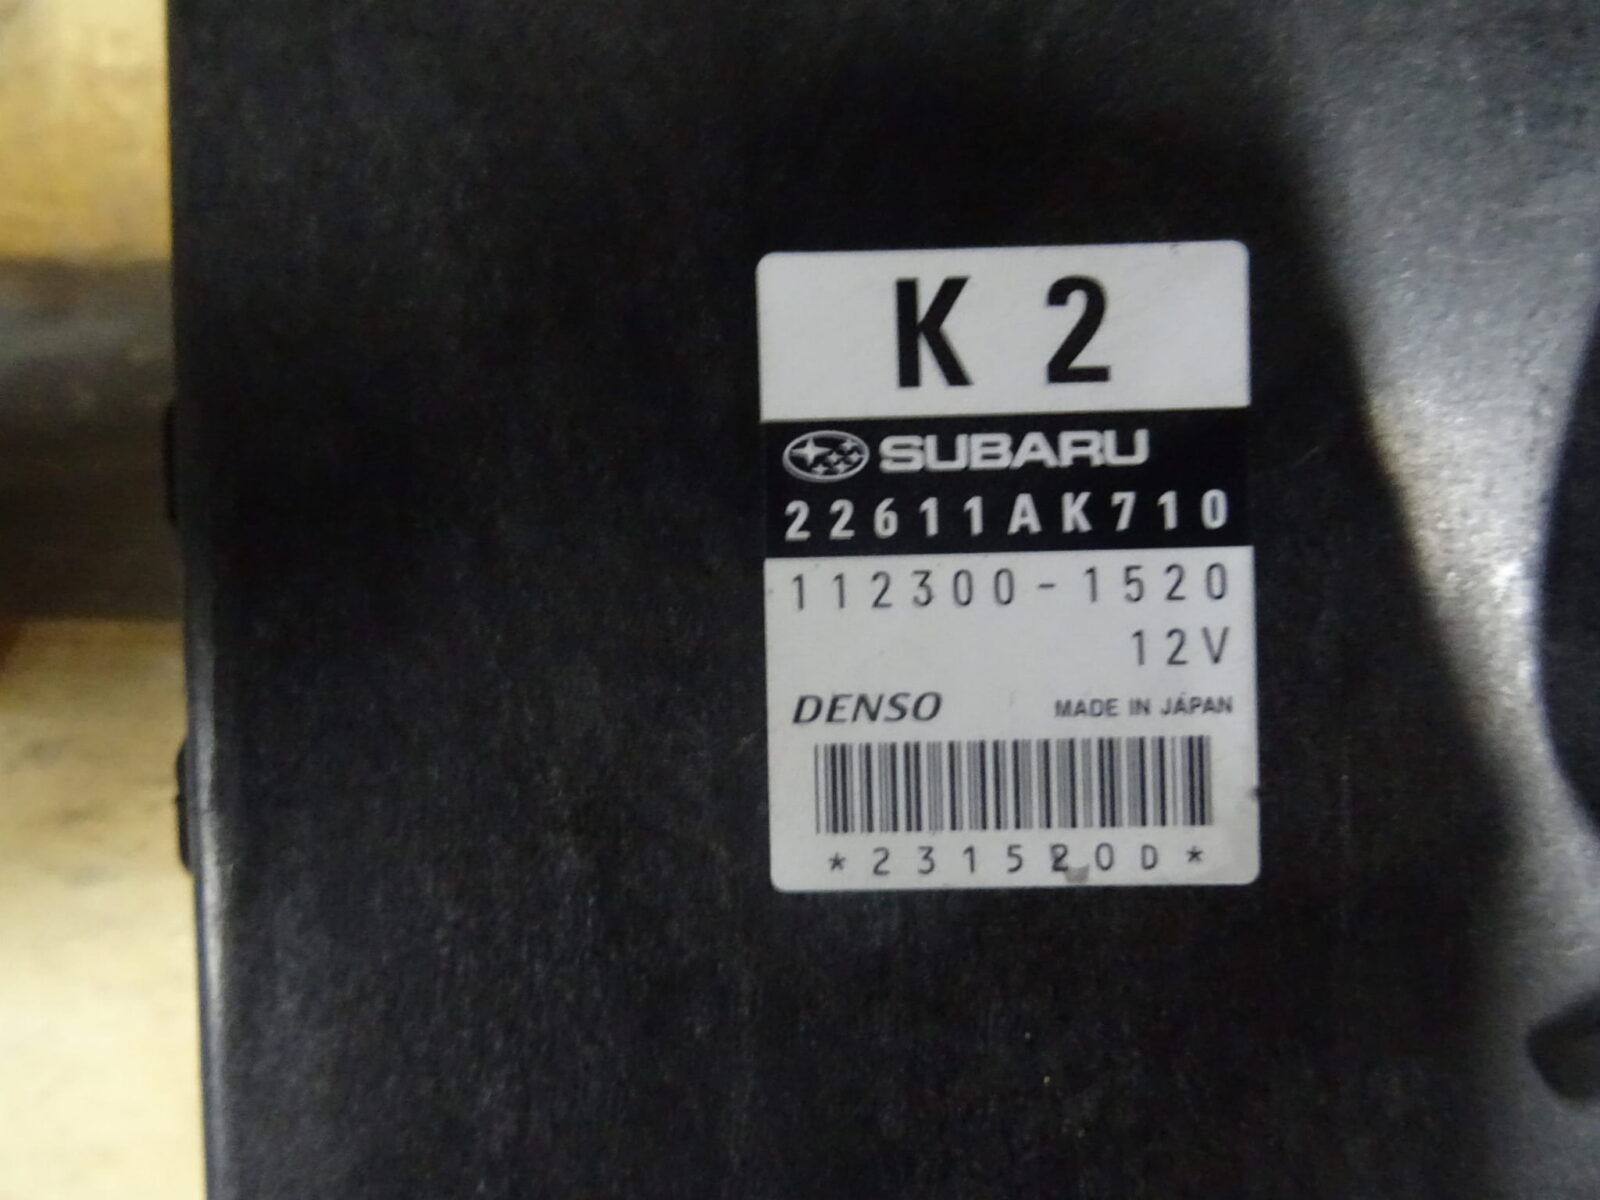 K 2
SUBARU
22611AK710
112300-1520
12V
DENSO MADE IN JAPAN
*231520D*